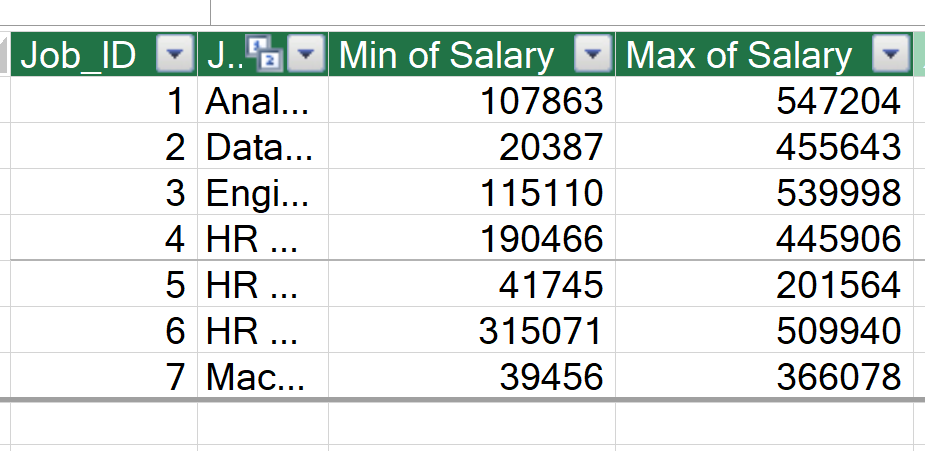 Job_ID J.. Min of Salary Max of Salary
1 Anal... 107863 547204
2 Data... 20387 455643
3 Engi... 115110 539998
4 HR ... 190466 445906
5 HR ... 41745 201564
6 HR ... 315071 509940
7 Mac... 39456 366078